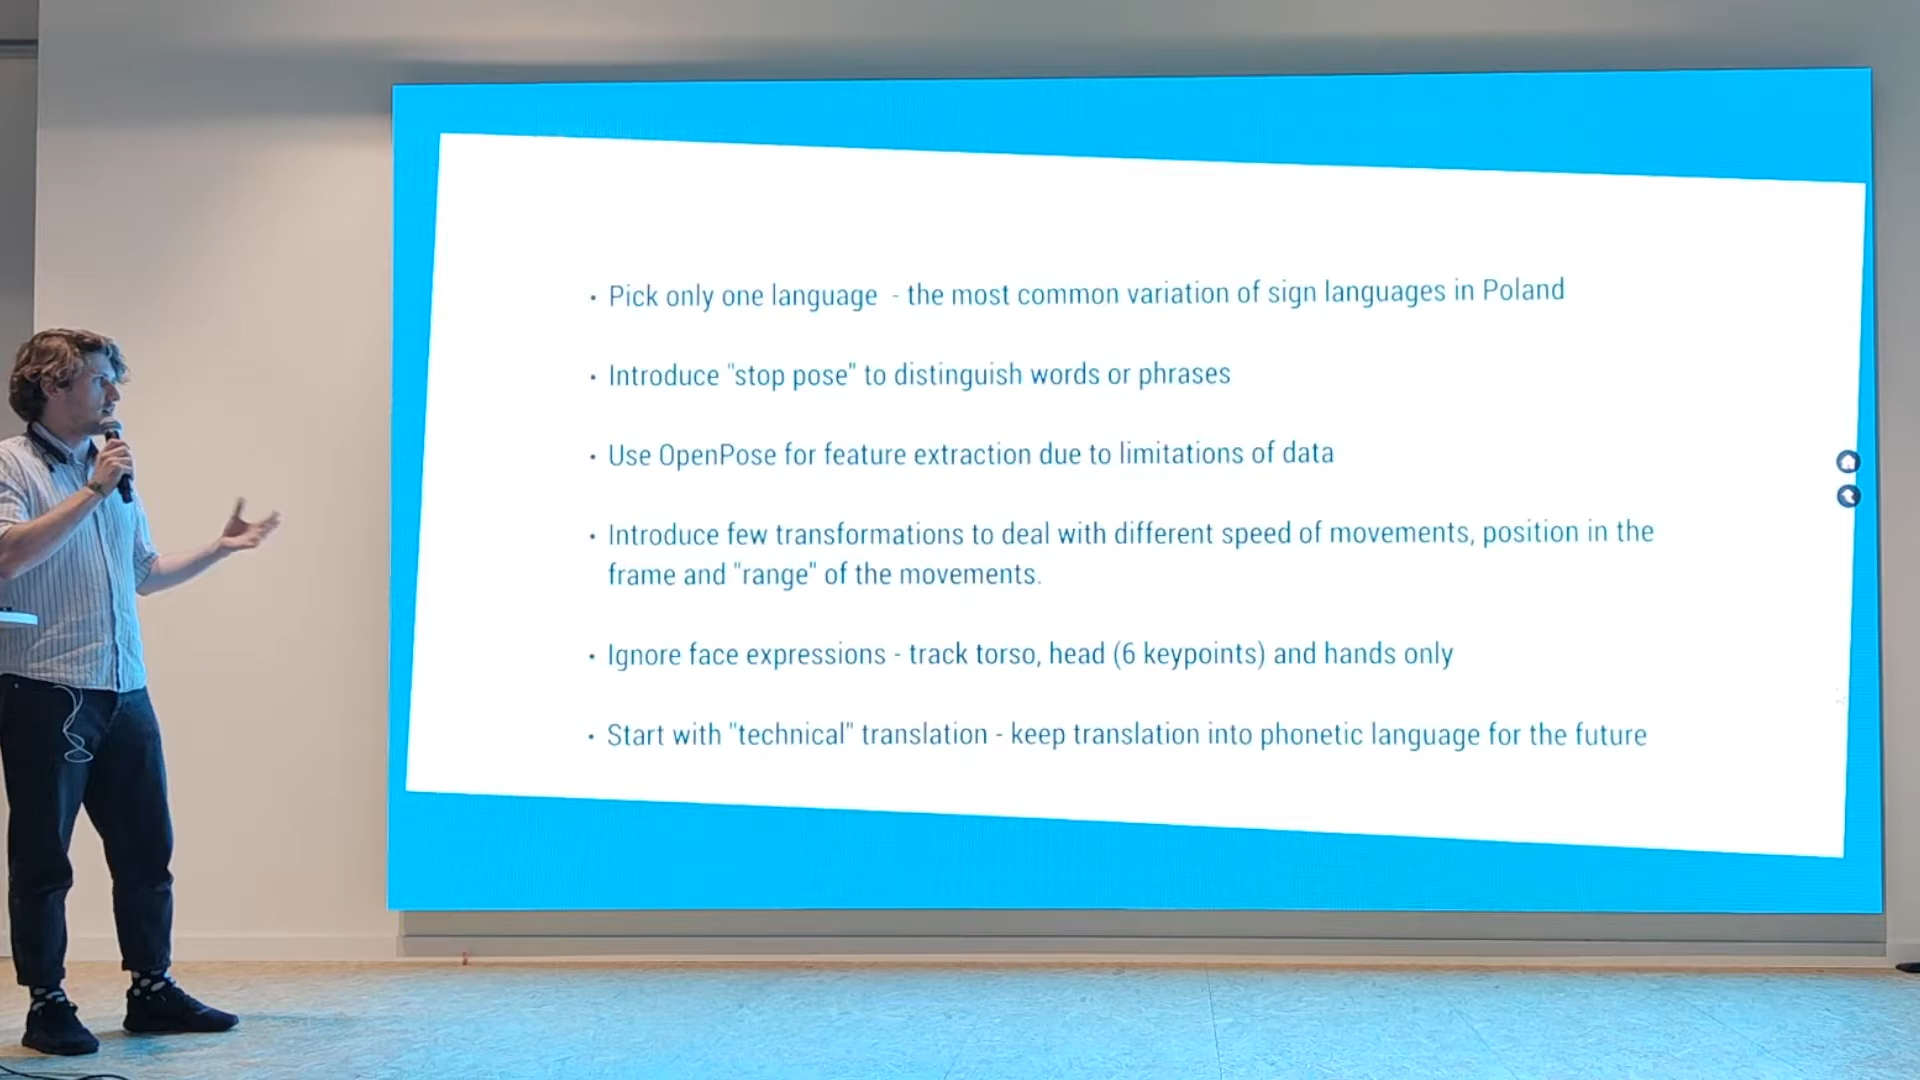 • Pick only one language - the most common variation of sign languages in Poland
• Introduce "stop pose" to distinguish words or phrases
• Use OpenPose for feature extraction due to limitations of data
• Introduce few transformations to deal with different speed of movements, position in the
frame and "range" of the movements.
• Ignore face expressions - track torso, head (6 keypoints) and hands only
• Start with "technical" translation - keep translation into phonetic language for the future